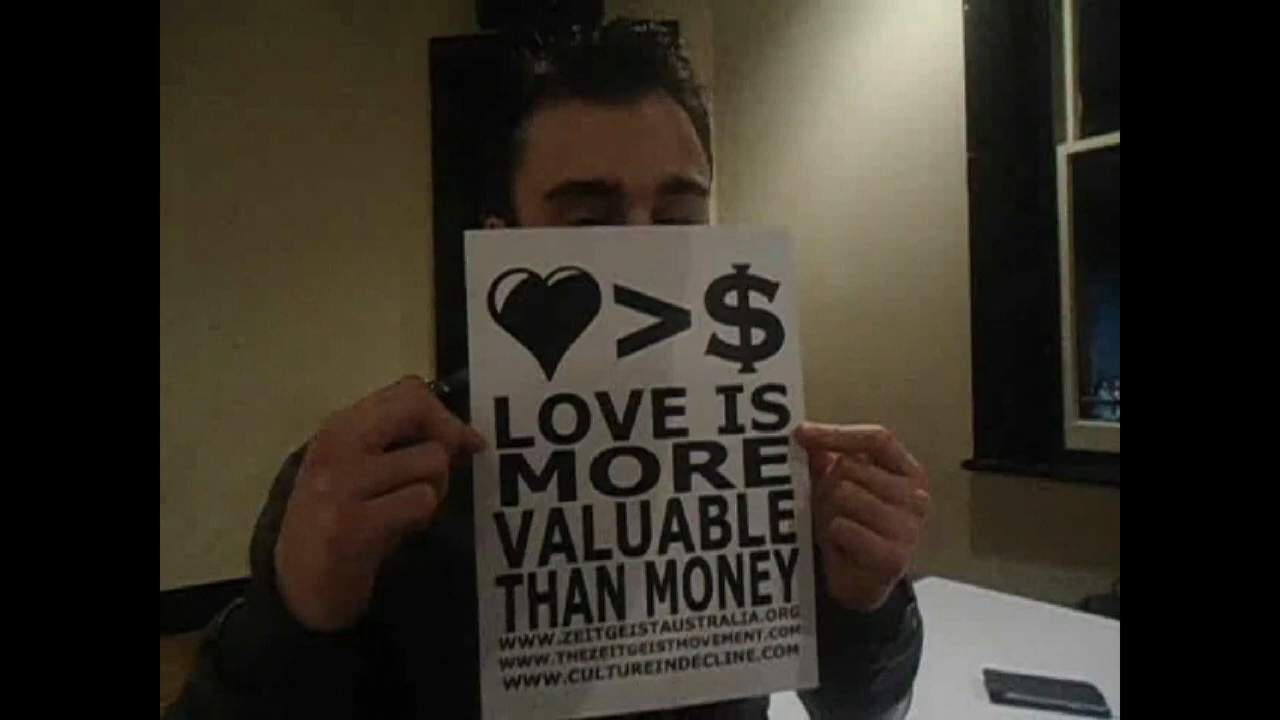 ♥>$
LOVE IS
MORE
VALUABLE
THAN MONEY
WWW.ZEITGEISTAUSTRALIA.ORG
WWW.THEZEITGEISTMOVEMENT.COM
WWW.CULTUREINDECLINE.COM